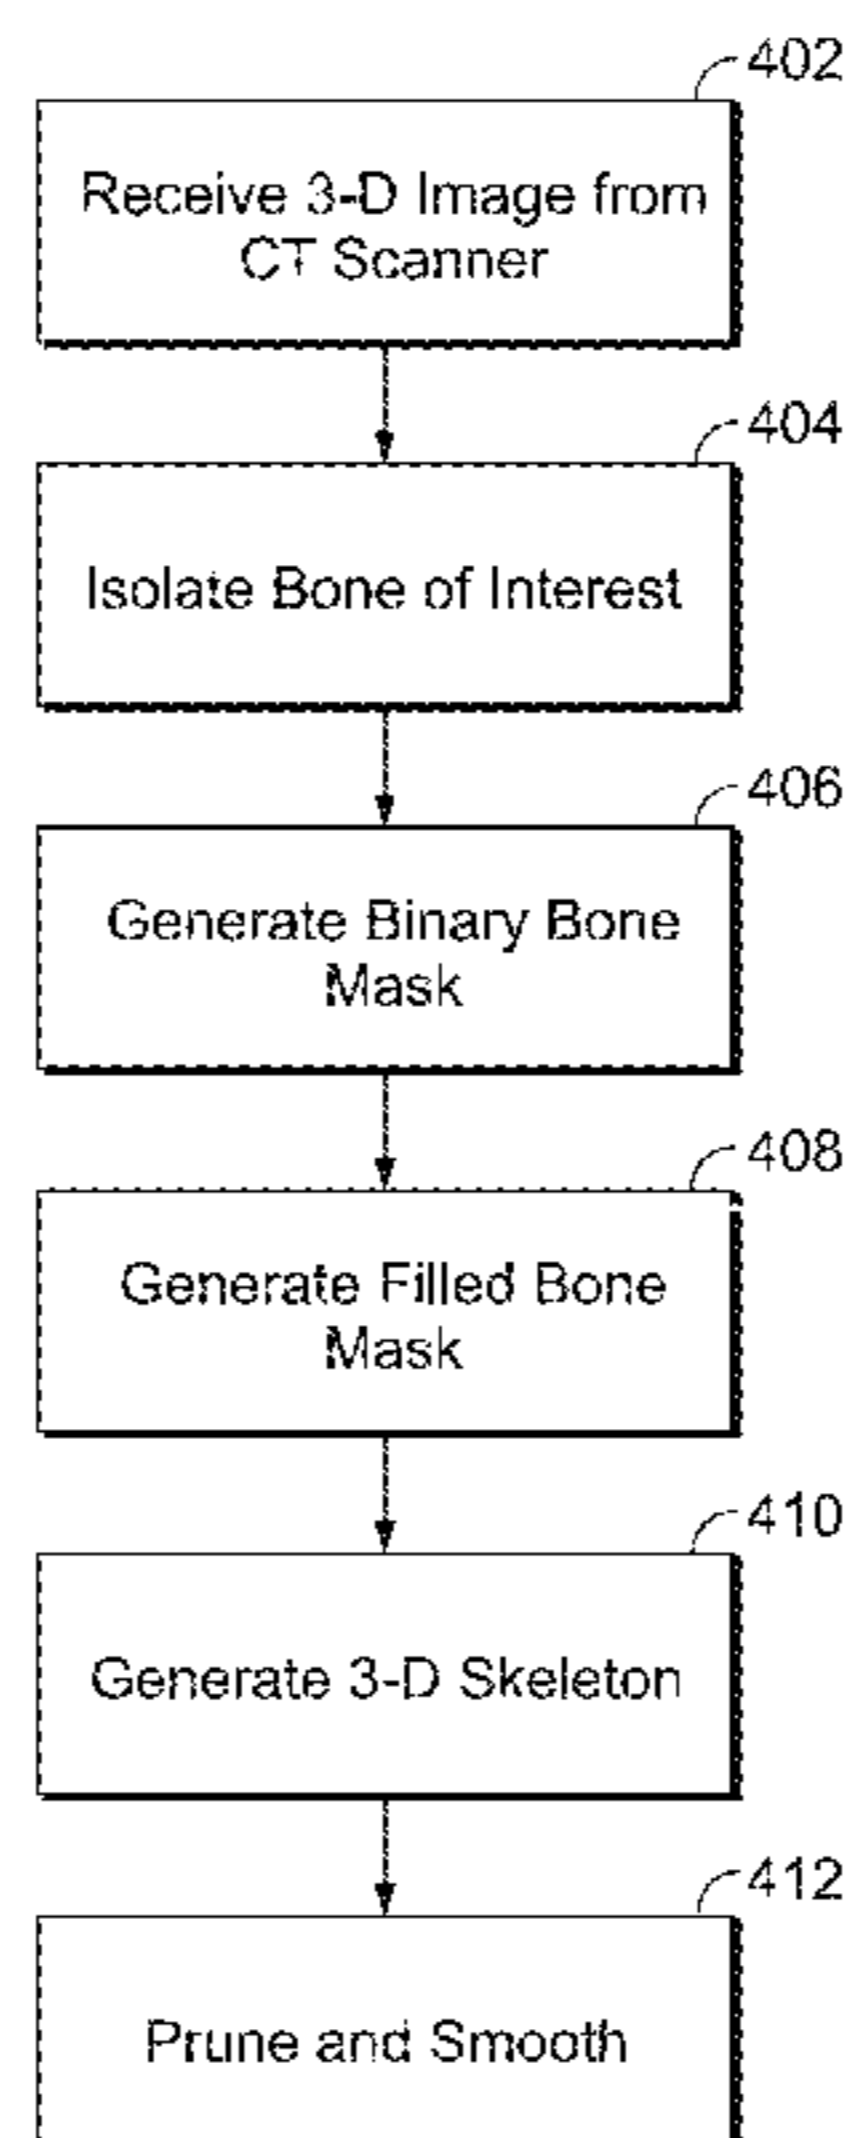 402
Receive 3-D Image from
CT Scanner
404
Isolate Bone of Interest
406
Generate Binary Bone
Mask
408
Generate Filled Bone
Mask
410
Generate 3-D Skeleton
412
Prune and Smooth